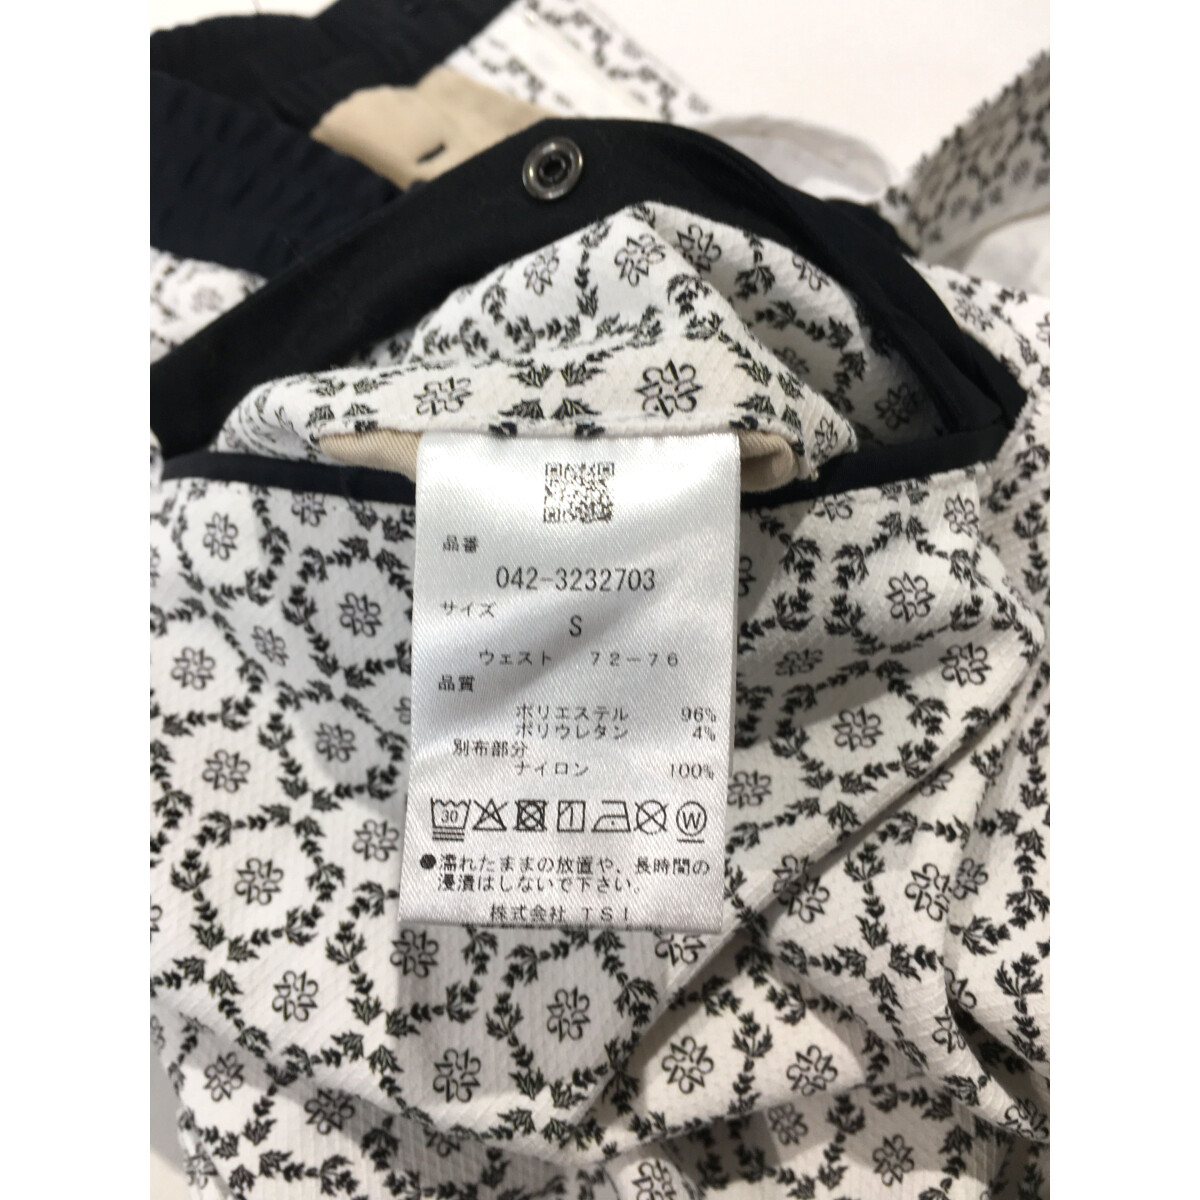 品番
042-3232703
サイズ
S
ウェスト 72-76
品質
ポリエステル 96%
ポリウレタン 4%
別布部分
ナイロン 100%
30
1
W
●濡れたままの放置や、長時間の
浸漬はしないで下さい。
株式会社 TSI